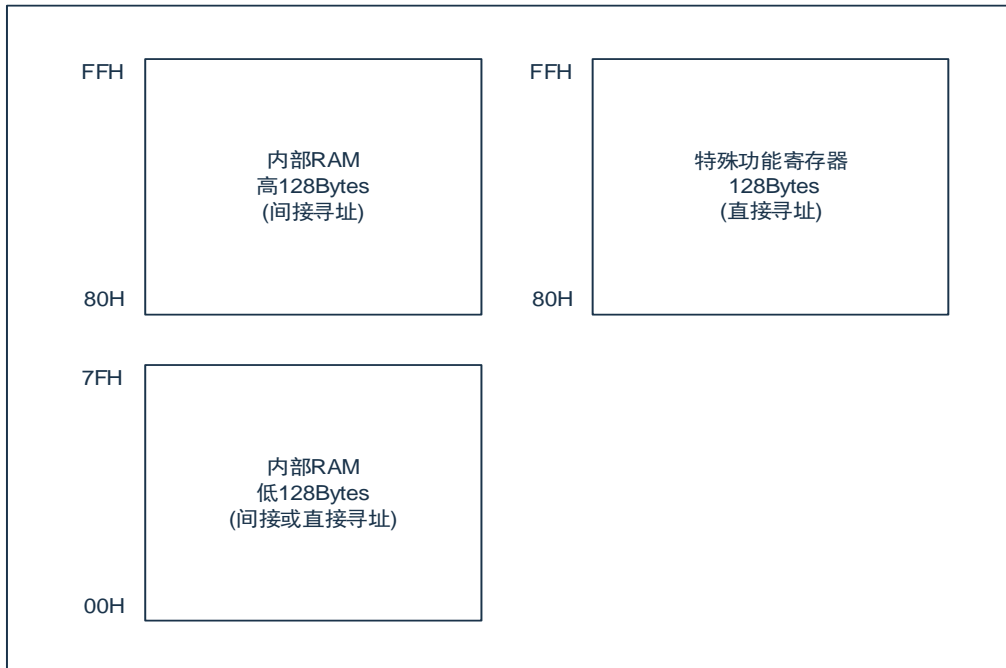 FFH
内部RAM
高128Bytes
(间接寻址)
80H
FFH
特殊功能寄存器
128Bytes
(直接寻址)
80H
7FH
内部RAM
低128Bytes
(间接或直接寻址)
00H